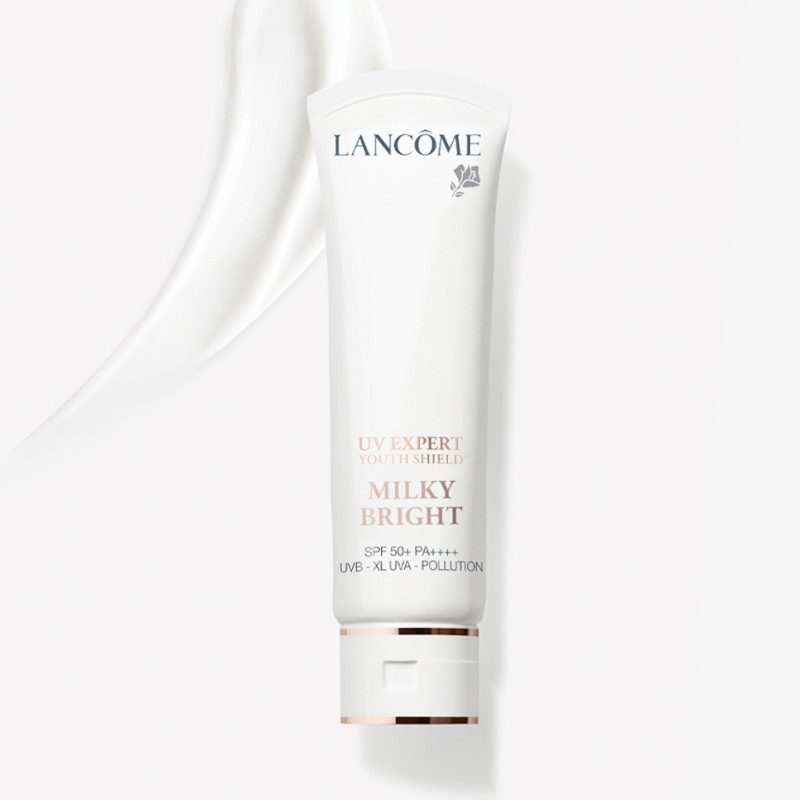 LANCÔME
UV EXPERT
YOUTH SHIELD™
MILKY
BRIGHT
SPF 50+ PA++++
UVB - XL UVA - POLLUTION